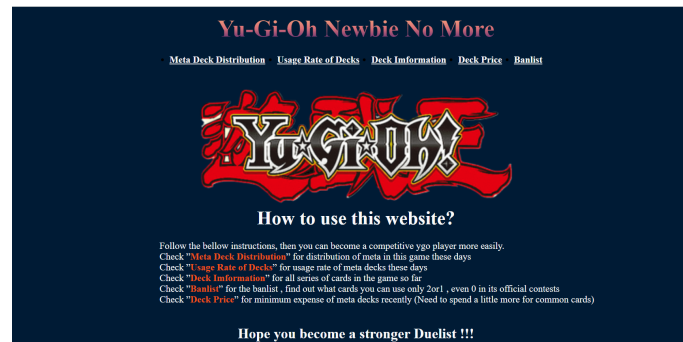 Yu-Gi-Oh Newbie No More
Meta Deck Distribution Usage Rate of Decks Deck Imformation Deck Price Banlist
遊戯王
Yu-Gi-Oh!
How to use this website?
Follow the bellow instructions, then you can become a competitive ygo player more easily.
Check "Meta Deck Distribution" for distribution of meta in this game these days
Check "Usage Rate of Decks" for usage rate of meta decks these days
Check "Deck Imformation" for all series of cards in the game so far
Check "Banlist" for the banlist , find out what cards you can use only 2or1 , even 0 in its official contests
Check "Deck Price" for minimum expense of meta decks recently (Need to spend a little more for common cards)
Hope you become a stronger Duelist !!!